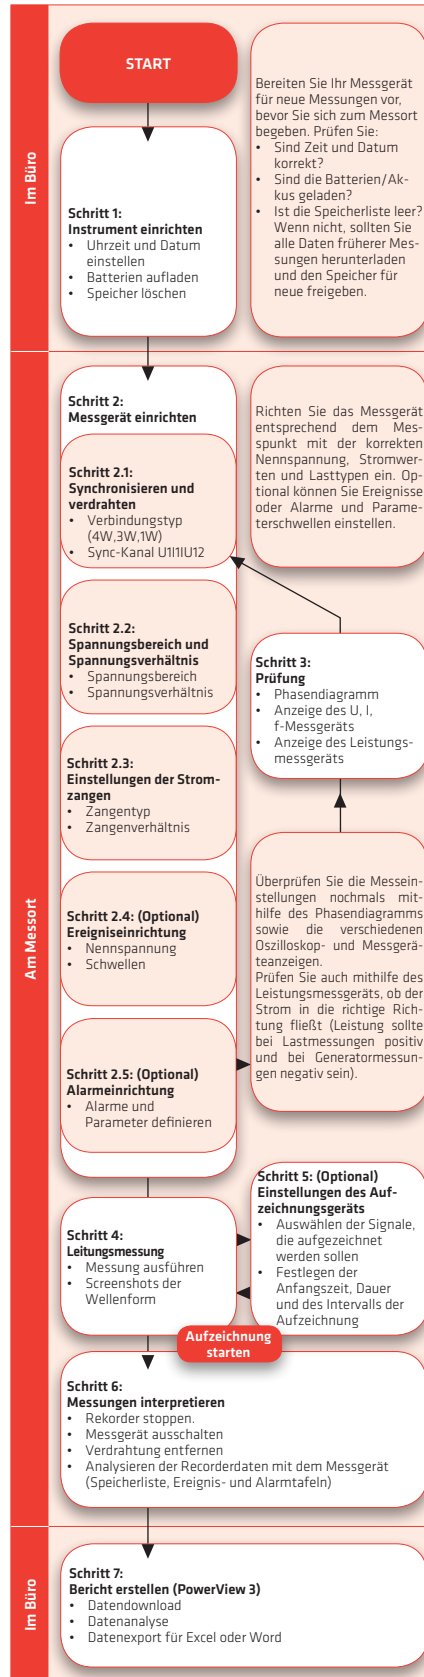 Im Büro
START
Bereiten Sie Ihr Messgerät
für neue Messungen vor,
bevor Sie sich zum Messort
begeben. Prüfen Sie:
• Sind Zeit und Datum
korrekt?
• Sind die Batterien/Ak-
kus geladen?
• Ist die Speicherliste leer?
Wenn nicht, sollten Sie
alle Daten früherer Mes-
sungen herunterladen
und den Speicher für
neue freigeben.
Schritt 1:
Instrument einrichten
• Uhrzeit und Datum
einstellen
• Batterien aufladen
• Speicher löschen
Am Messort
Schritt 2:
Messgerät einrichten
Richten Sie das Messgerät
entsprechend dem Mes-
spunkt mit der korrekten
Nennspannung, Stromwer-
ten und Lasttypen ein. Op-
tional können Sie Ereignisse
oder Alarme und Parame-
terschwellen einstellen.
Schritt 2.1:
Synchronisieren und
verdrahten
• Verbindungstyp
(4W,3W,1W)
• Sync-Kanal U1I1IU12
Schritt 2.2:
Spannungsbereich und
Spannungsverhältnis
• Spannungsbereich
• Spannungsverhältnis
Schritt 3:
Prüfung
• Phasendiagramm
• Anzeige des U, I,
f-Messgeräts
• Anzeige des Leistungs-
messgeräts
Schritt 2.3:
Einstellungen der Strom-
zangen
• Zangentyp
• Zangenverhältnis
Schritt 2.4: (Optional)
Ereigniseinrichtung
• Nennspannung
• Schwellen
Überprüfen Sie die Messein-
stellungen nochmals mit-
hilfe des Phasendiagramms
sowie die verschiedenen
Oszilloskop- und Messgerä-
teanzeigen.
Prüfen Sie auch mithilfe des
Leistungsmessgeräts, ob der
Strom in die richtige Rich-
tung fließt (Leistung sollte
bei Lastmessungen positiv
und bei Generatormessun-
gen negativ sein).
Schritt 2.5: (Optional)
Alarmeinrichtung
• Alarme und
Parameter definieren
Schritt 4:
Leitungsmessung
• Messung ausführen
• Screenshots der
Wellenform
Schritt 5: (Optional)
Einstellungen des Auf-
zeichnungsgeräts
• Auswählen der Signale,
die aufgezeichnet
werden sollen
• Festlegen der
Anfangszeit, Dauer
und des Intervalls der
Aufzeichnung
Aufzeichnung
starten
Schritt 6:
Messungen interpretieren
• Rekorder stoppen.
• Messgerät ausschalten
• Verdrahtung entfernen
• Analysieren der Recorderdaten mit dem Messgerät
(Speicherliste, Ereignis- und Alarmtafeln)
Im Büro
Schritt 7:
Bericht erstellen (PowerView 3)
• Datendownload
• Datenanalyse
• Datenexport für Excel oder Word